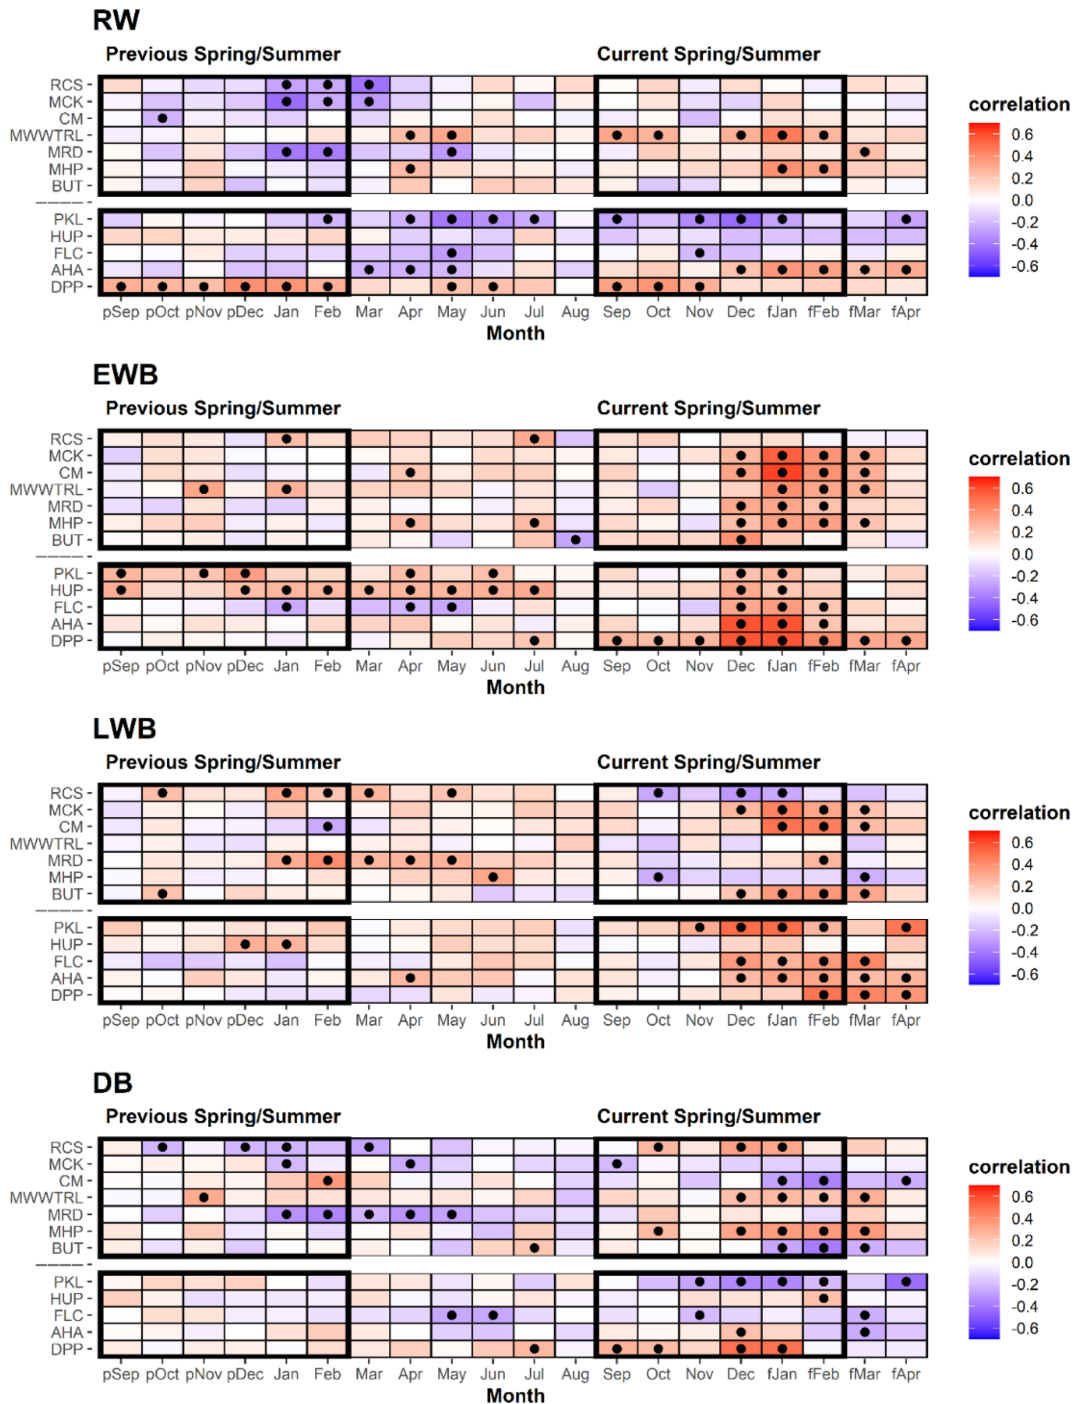 RW
Previous Spring/Summer Current Spring/Summer
RCS
MCK
CM
MWWTRL
MRD
MHP
BUT
____
PKL
HUP
FLC
AHA
DPP
pSep pOct pNov pDec Jan Feb Mar Apr May Jun Jul Aug Sep Oct Nov Dec fJan fFeb fMar fApr
Month
correlation
0.6
0.4
0.2
0.0
-0.2
-0.4
-0.6
EWB
Previous Spring/Summer Current Spring/Summer
RCS
MCK
CM
MWWTRL
MRD
MHP
BUT
____
PKL
HUP
FLC
AHA
DPP
pSep pOct pNov pDec Jan Feb Mar Apr May Jun Jul Aug Sep Oct Nov Dec fJan fFeb fMar fApr
Month
correlation
0.6
0.4
0.2
0.0
-0.2
-0.4
-0.6
LWB
Previous Spring/Summer Current Spring/Summer
RCS
MCK
CM
MWWTRL
MRD
MHP
BUT
____
PKL
HUP
FLC
AHA
DPP
pSep pOct pNov pDec Jan Feb Mar Apr May Jun Jul Aug Sep Oct Nov Dec fJan fFeb fMar fApr
Month
correlation
0.6
0.4
0.2
0.0
-0.2
-0.4
-0.6
DB
Previous Spring/Summer Current Spring/Summer
RCS
MCK
CM
MWWTRL
MRD
MHP
BUT
____
PKL
HUP
FLC
AHA
DPP
pSep pOct pNov pDec Jan Feb Mar Apr May Jun Jul Aug Sep Oct Nov Dec fJan fFeb fMar fApr
Month
correlation
0.6
0.4
0.2
0.0
-0.2
-0.4
-0.6